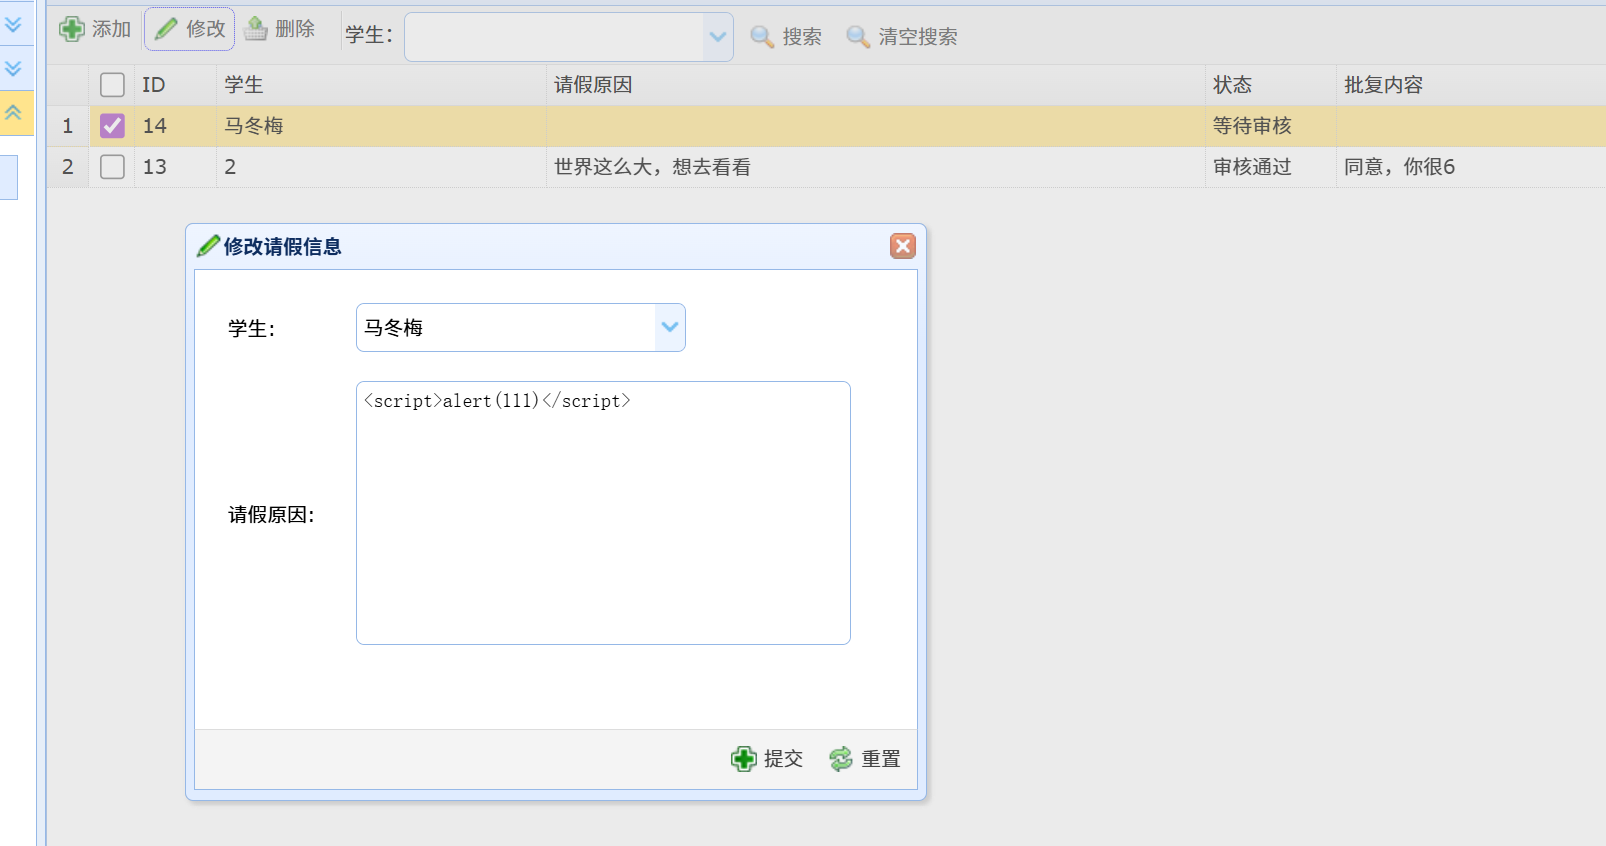 添加 修改 删除 学生： 搜索 清空搜索
ID 学生 请假原因 状态 批复内容
1 14 马冬梅 等待审核
2 13 2 世界这么大，想去看看 审核通过 同意，你很6
修改请假信息
学生: 马冬梅
<script>alert(111)</script>
请假原因:
提交 重置